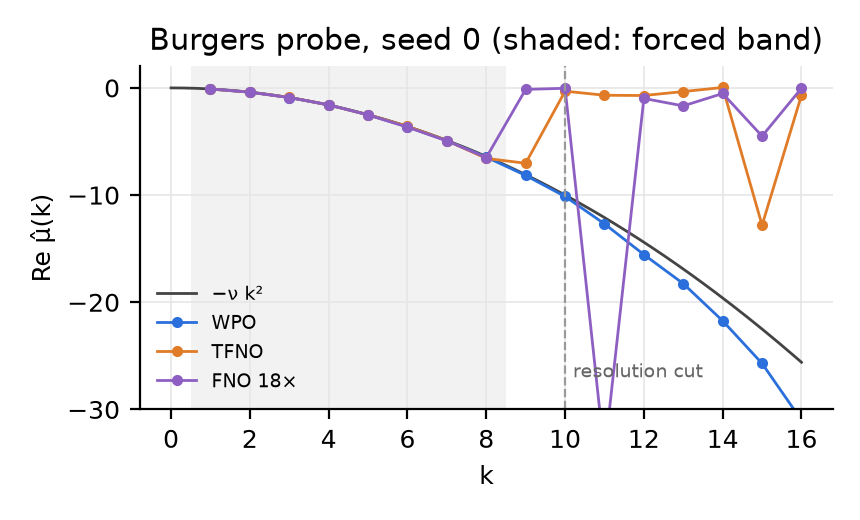 Burgers probe, seed 0 (shaded: forced band)
0
−10
−20
−30
Re μ̂(k)
−ν k²
WPO
TFNO
FNO 18×
resolution cut
0 2 4 6 8 10 12 14 16
k